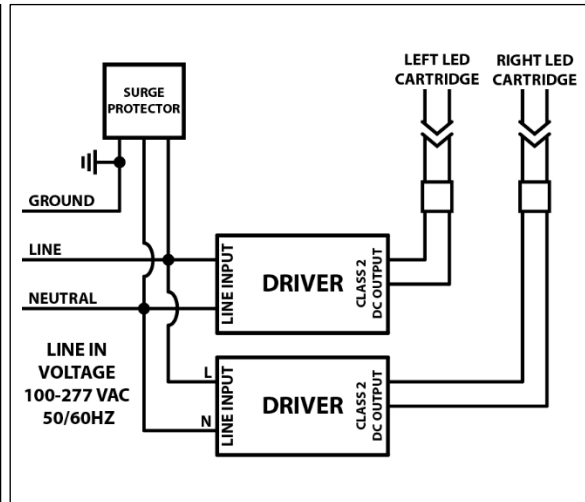 SURGE
PROTECTOR
LEFT LED
CARTRIDGE
RIGHT LED
CARTRIDGE
GROUND
LINE
NEUTRAL
LINE IN
VOLTAGE
100-277 VAC
50/60HZ
LINE INPUT
DRIVER
CLASS 2
DC OUTPUT
L
N
LINE INPUT
DRIVER
CLASS 2
DC OUTPUT